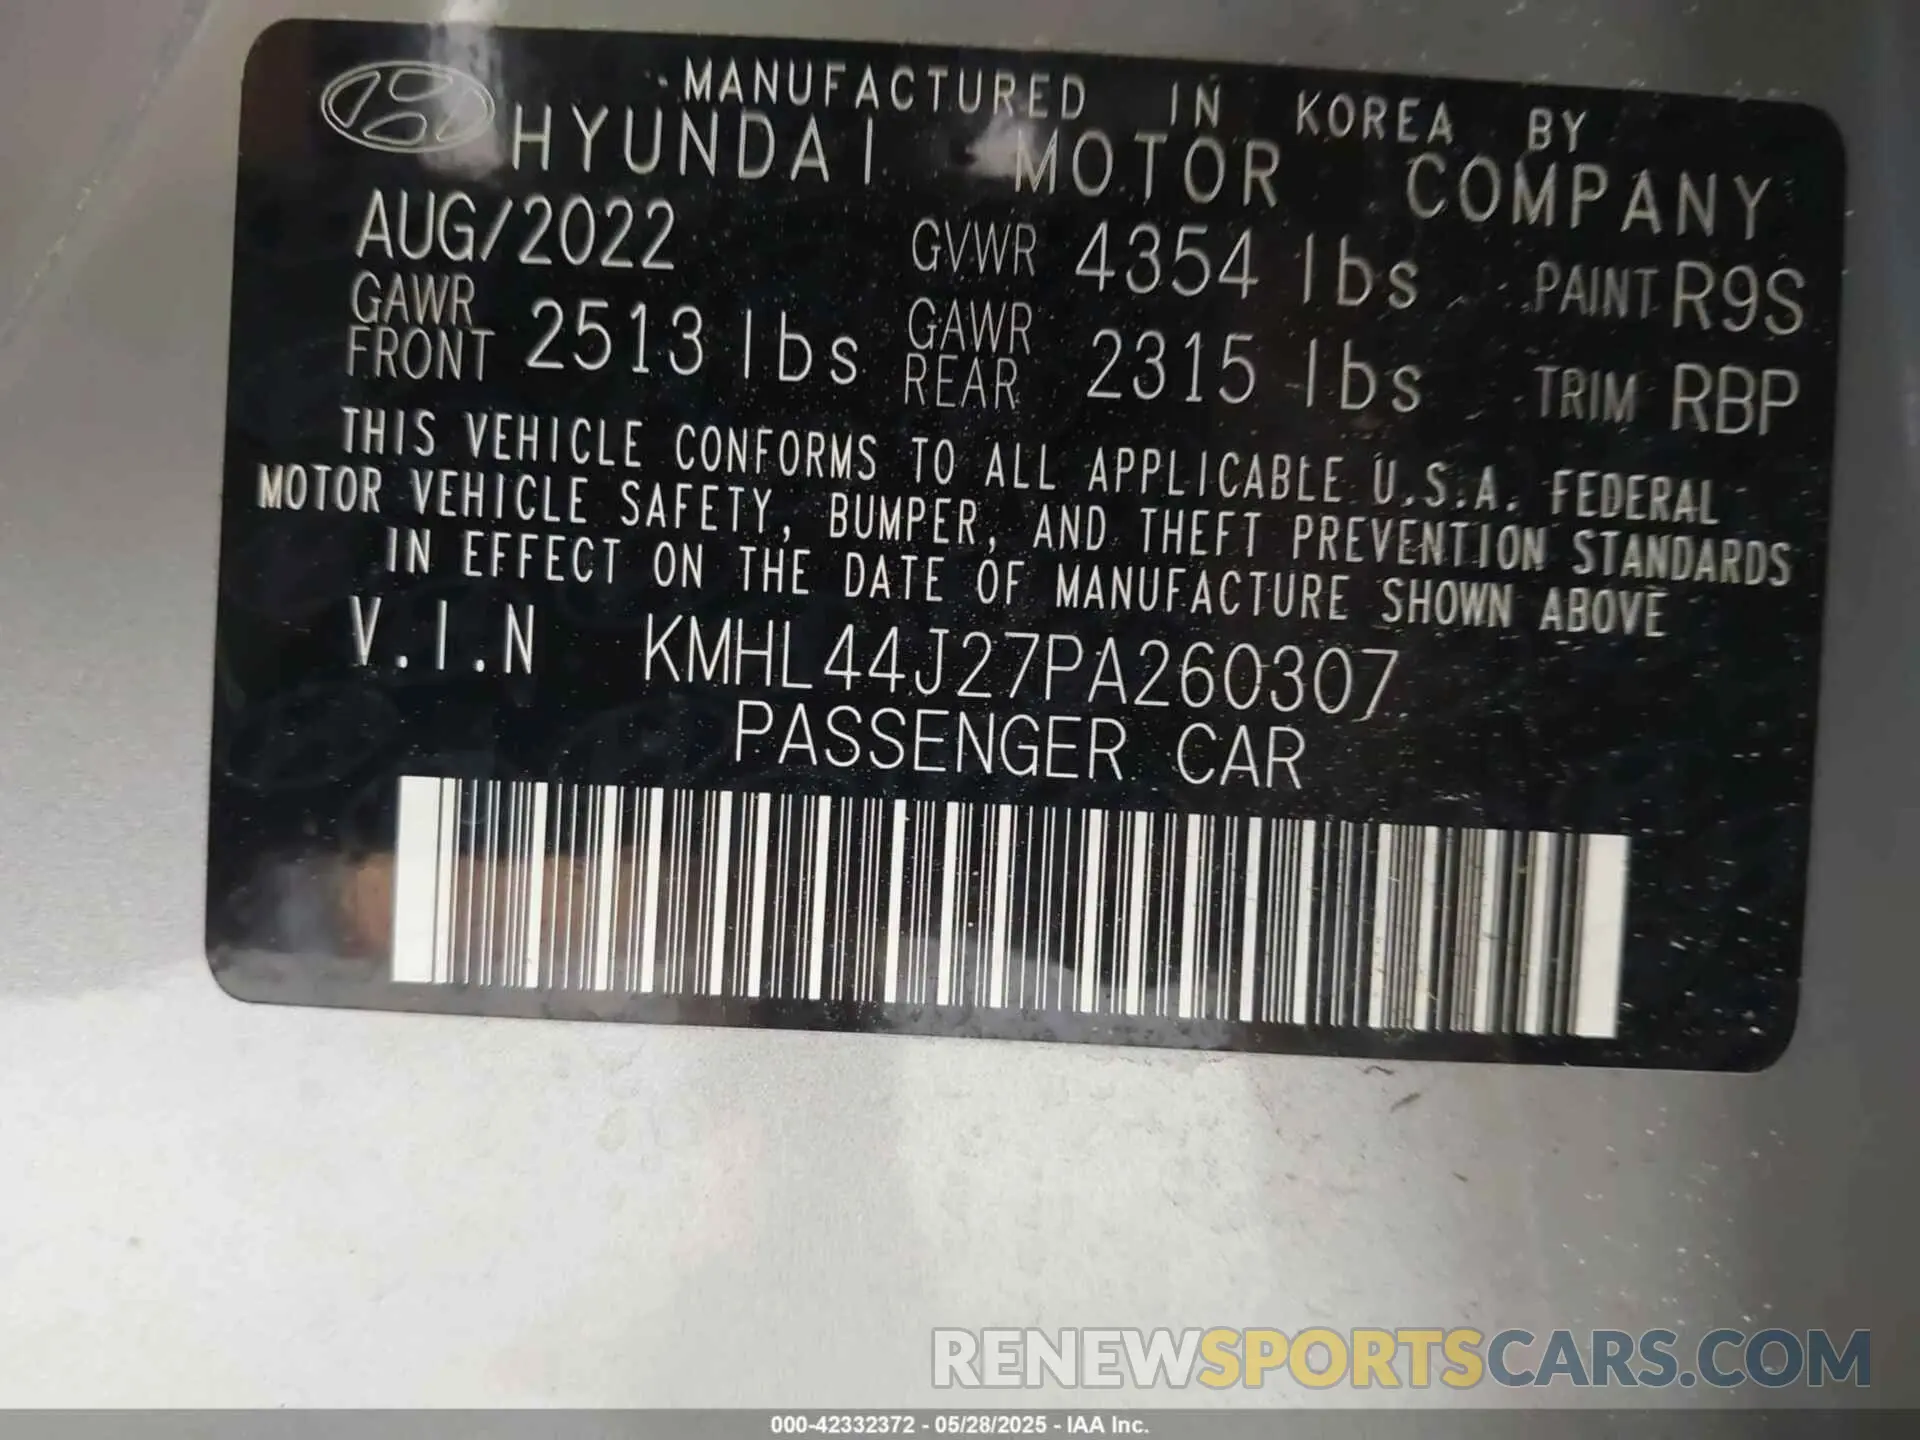 MANUFACTURED IN KOREA BY
HYUNDAI MOTOR COMPANY
AUG/2022 GVWR 4354 lbs PAINT R9S
GAWR FRONT 2513 lbs GAWR REAR 2315 lbs TRIM RBP
THIS VEHICLE CONFORMS TO ALL APPLICABLE U.S.A. FEDERAL
MOTOR VEHICLE SAFETY, BUMPER, AND THEFT PREVENTION STANDARDS
IN EFFECT ON THE DATE OF MANUFACTURE SHOWN ABOVE
V.I.N KMHL44J27PA260307
PASSENGER CAR
RENEWSPORTSCARS.COM
000-42332372 - 05/28/2025 - IAA Inc.